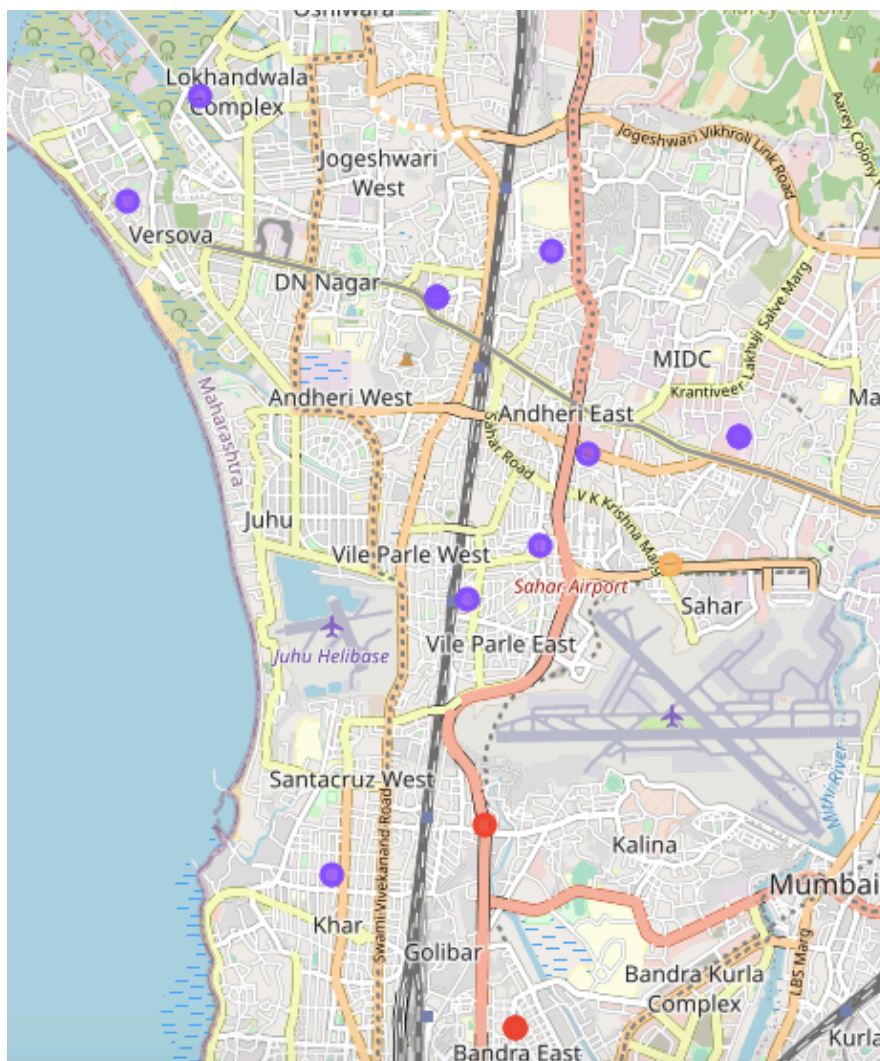 Oshiwara
Aarey Colony
Lokhandwala
Complex
Aarey Colony
Jogeshwari Vikhroli Link Road
Jogeshwari
West
Versova
DN Nagar
Krantiveer Lakhuji Salve Marg
MIDC
Maharashtra
Andheri West
Andheri East
Ma
Sahar Road
V K Krishna Marg
Juhu
Vile Parle West
Sahar Airport
Sahar
Vile Parle East
Juhu Helibase
Santacruz West
Swami Vivekanand Road
Mithi River
Kalina
Mumbai
Khar
Golibar
LBS Marg
Bandra Kurla
Complex
Kurla
Bandra East